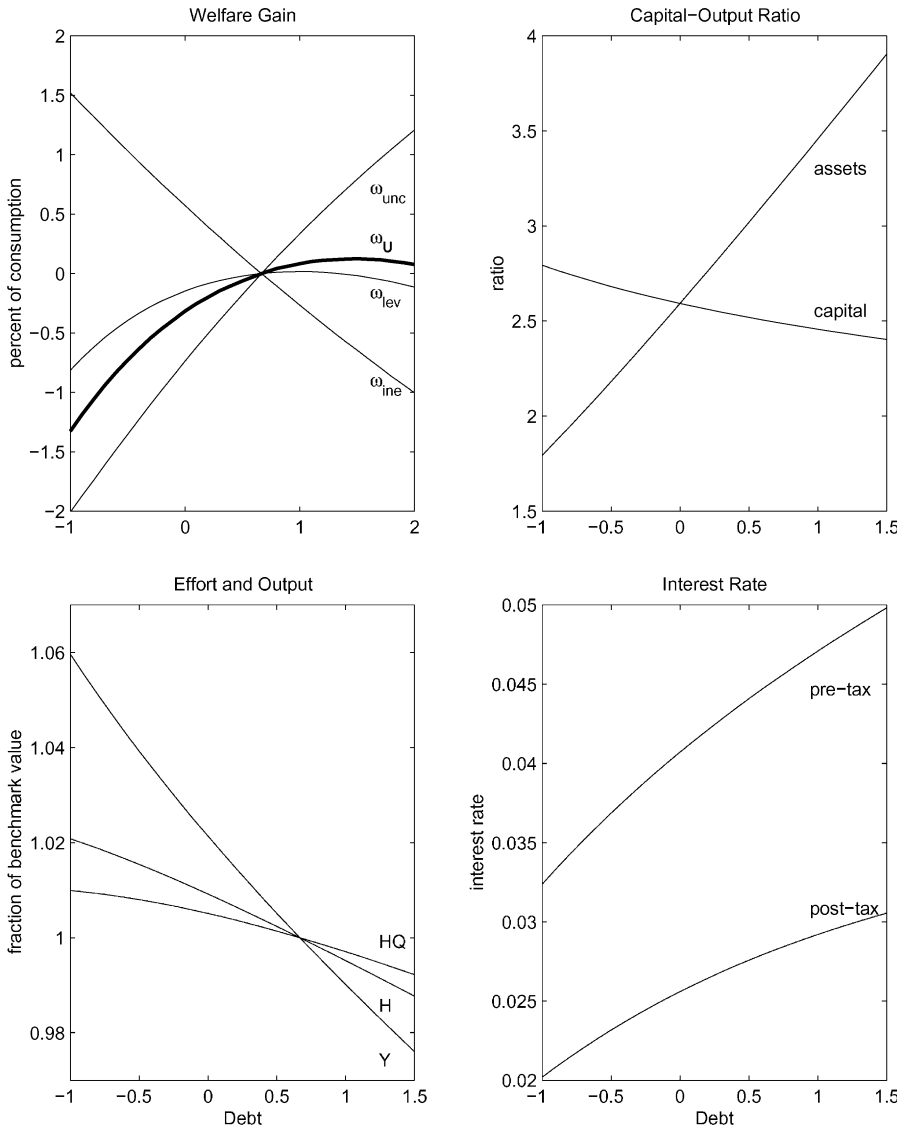 Welfare Gain
2
1.5
1
0.5
0
−0.5
−1
−1.5
−2
percent of consumption
ωunc
ωU
ωlev
ωine
−1 0 1 2
Capital−Output Ratio
4
3.5
3
2.5
2
1.5
ratio
assets
capital
−1 −0.5 0 0.5 1 1.5
Effort and Output
1.06
1.04
1.02
1
0.98
fraction of benchmark value
HQ
H
Y
−1 −0.5 0 0.5 1 1.5
Debt
Interest Rate
0.05
0.045
0.04
0.035
0.03
0.025
0.02
interest rate
pre−tax
post−tax
−1 −0.5 0 0.5 1 1.5
Debt